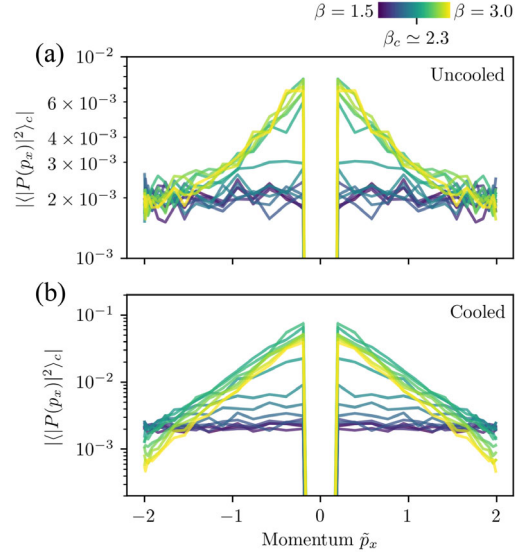 β = 1.5 β = 3.0
β_c ≃ 2.3
(a)
Uncooled
10⁻²
6 × 10⁻³
4 × 10⁻³
3 × 10⁻³
2 × 10⁻³
10⁻³
|⟨|P(p_x)|²⟩_c|
(b)
Cooled
10⁻¹
10⁻²
10⁻³
|⟨|P(p_x)|²⟩_c|
−2 −1 0 1 2
Momentum p̃_x